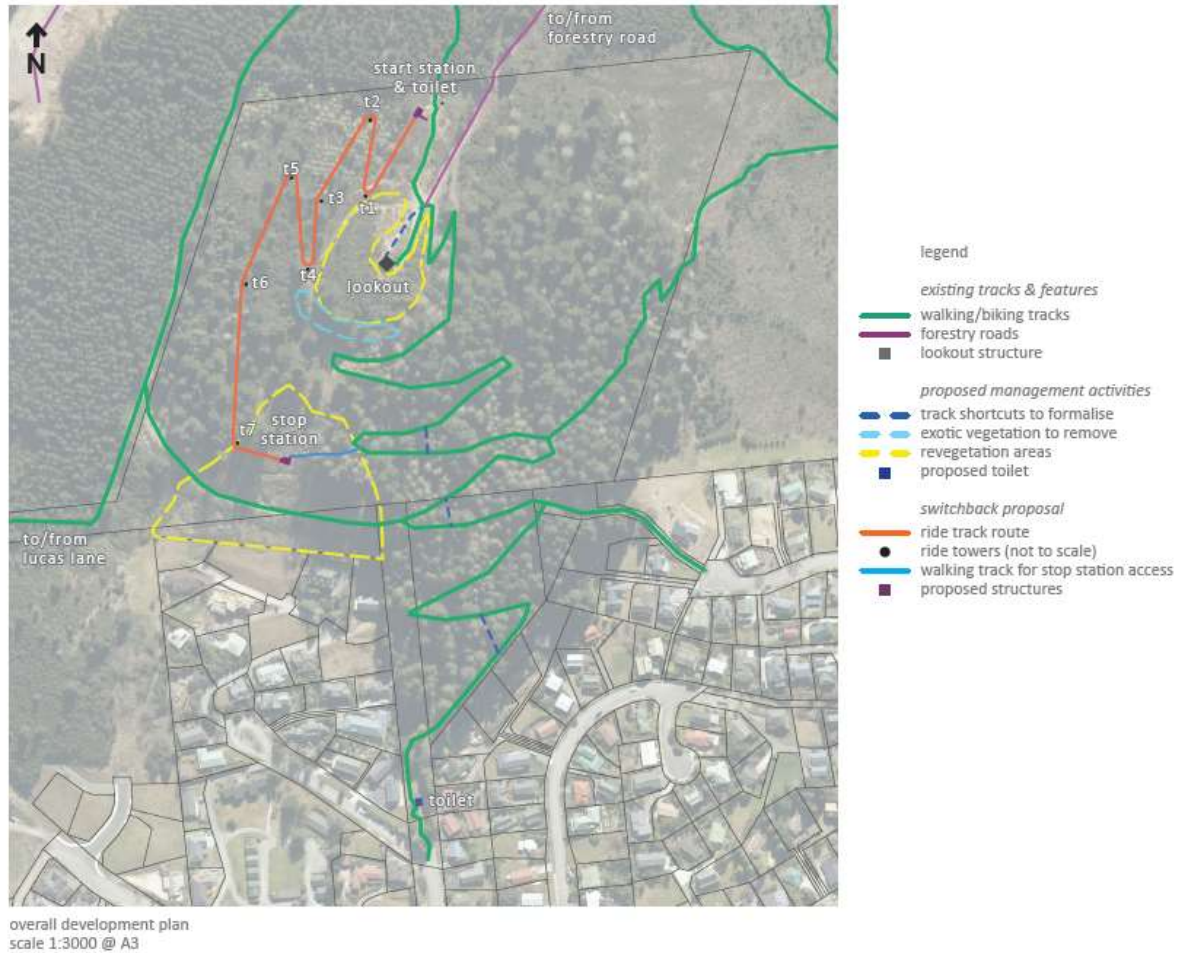 to/from
forestry road
N
start station
& toilet
t2
t5
t3
t1
t4
t6
lookout
stop
station
t7
to/from
lucas lane
toilet
legend
existing tracks & features
walking/biking tracks
forestry roads
lookout structure
proposed management activities
track shortcuts to formalise
exotic vegetation to remove
revegetation areas
proposed toilet
switchback proposal
ride track route
ride towers (not to scale)
walking track for stop station access
proposed structures
overall development plan
scale 1:3000 @ A3